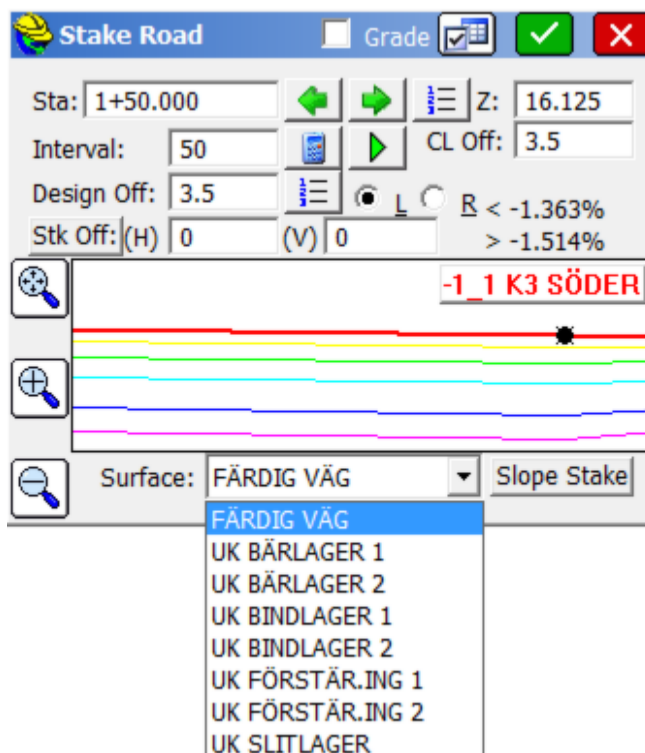 Stake Road Grade
Sta: 1+50.000 Z: 16.125
Interval: 50 CL Off: 3.5
Design Off: 3.5 L R < -1.363%
Stk Off: (H) 0 (V) 0 > -1.514%
-1_1 K3 SÖDER
Surface: FÄRDIG VÄG Slope Stake
FÄRDIG VÄG
UK BÄRLAGER 1
UK BÄRLAGER 2
UK BINDLAGER 1
UK BINDLAGER 2
UK FÖRSTÄR.ING 1
UK FÖRSTÄR.ING 2
UK SLITLAGER